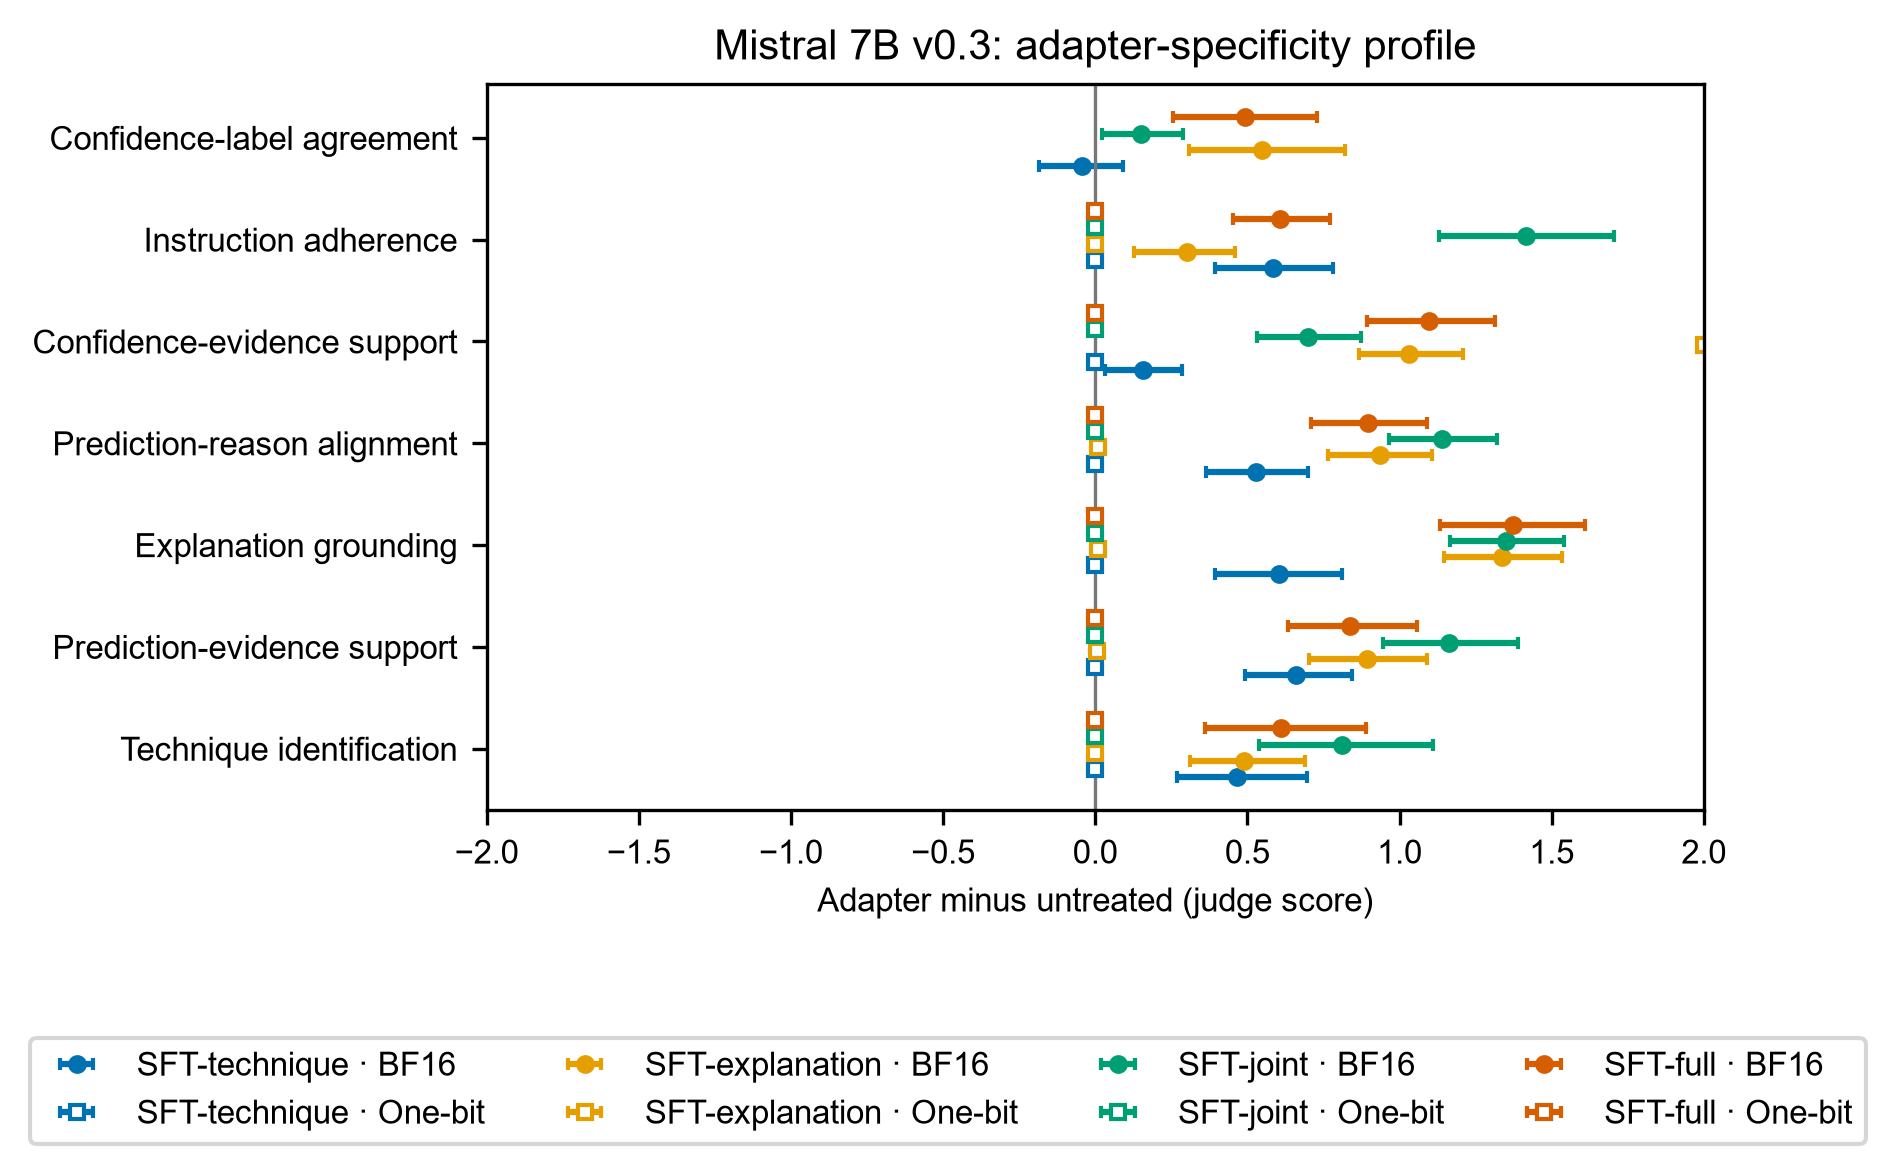 Mistral 7B v0.3: adapter-specificity profile
Confidence-label agreement
Instruction adherence
Confidence-evidence support
Prediction-reason alignment
Explanation grounding
Prediction-evidence support
Technique identification
−2.0 −1.5 −1.0 −0.5 0.0 0.5 1.0 1.5 2.0
Adapter minus untreated (judge score)
SFT-technique · BF16 SFT-explanation · BF16 SFT-joint · BF16 SFT-full · BF16
SFT-technique · One-bit SFT-explanation · One-bit SFT-joint · One-bit SFT-full · One-bit